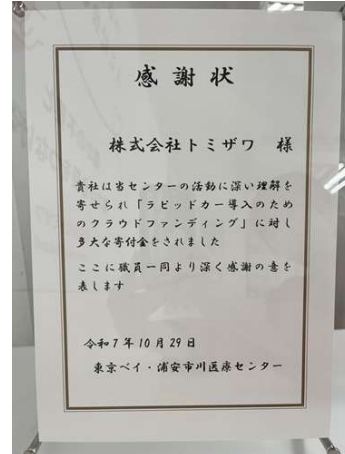 感謝状
株式会社トミザワ 様
貴社は当センターの活動に深い理解を
寄せられ「ラピッドカー導入のため
のクラウドファンディング」に対し
多大な寄付金をされました
ここに職員一同より深く感謝の意を
表します
令和7年10月29日
東京ベイ・浦安市川医療センター